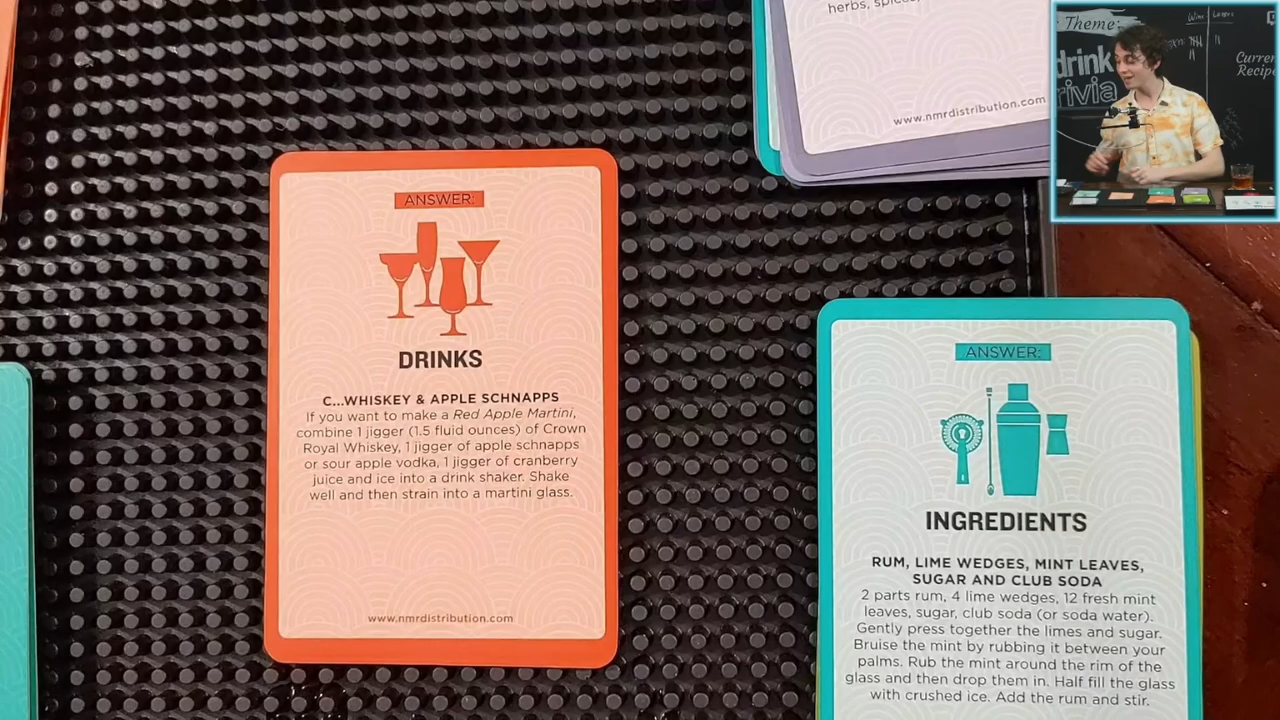 herbs, spices,
www.nmrdistribution.com
Theme:
drink
trivia
Wins Losses
Current
Recipe
ANSWER:
DRINKS
C...WHISKEY & APPLE SCHNAPPS
If you want to make a Red Apple Martini,
combine 1 jigger (1.5 fluid ounces) of Crown
Royal Whiskey, 1 jigger of apple schnapps
or sour apple vodka, 1 jigger of cranberry
juice and ice into a drink shaker. Shake
well and then strain into a martini glass.
www.nmrdistribution.com
ANSWER:
INGREDIENTS
RUM, LIME WEDGES, MINT LEAVES,
SUGAR AND CLUB SODA
2 parts rum, 4 lime wedges, 12 fresh mint
leaves, sugar, club soda (or soda water).
Gently press together the limes and sugar.
Bruise the mint by rubbing it between your
palms. Rub the mint around the rim of the
glass and then drop them in. Half fill the glass
with crushed ice. Add the rum and stir.